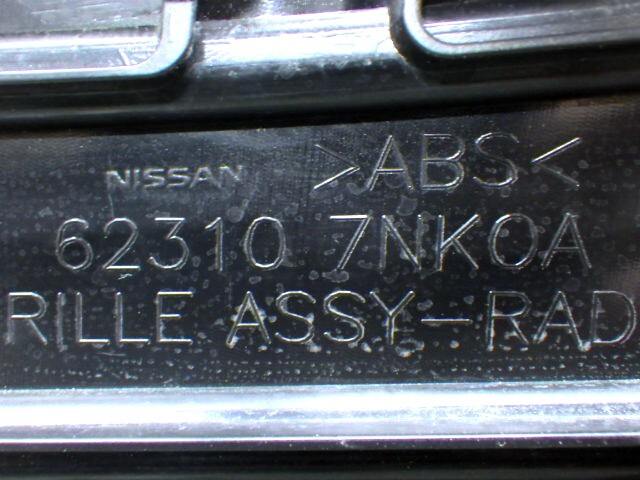 NISSAN >ABS<
62310 7NK0A
RILLE ASSY-RAD